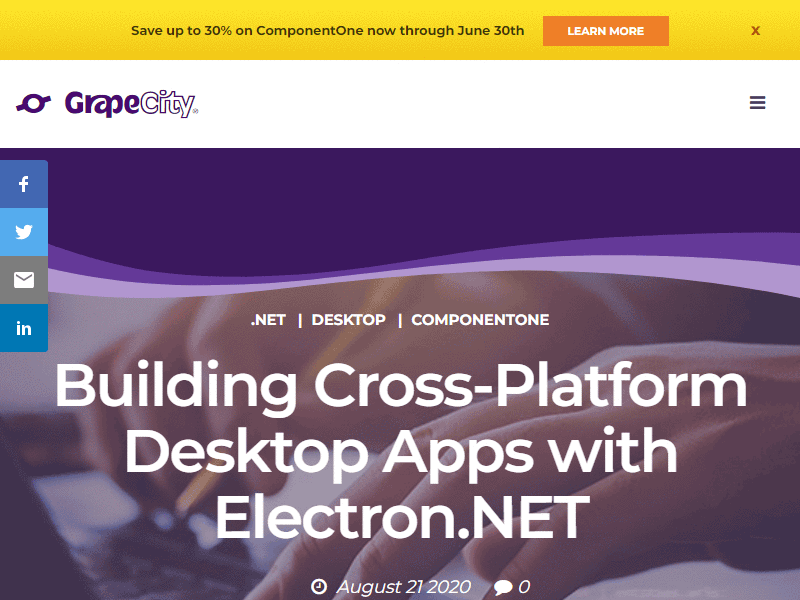 Save up to 30% on ComponentOne now through June 30th LEARN MORE x
GrapeCity®
.NET | DESKTOP | COMPONENTONE
Building Cross-Platform
Desktop Apps with
Electron.NET
August 21 2020 0